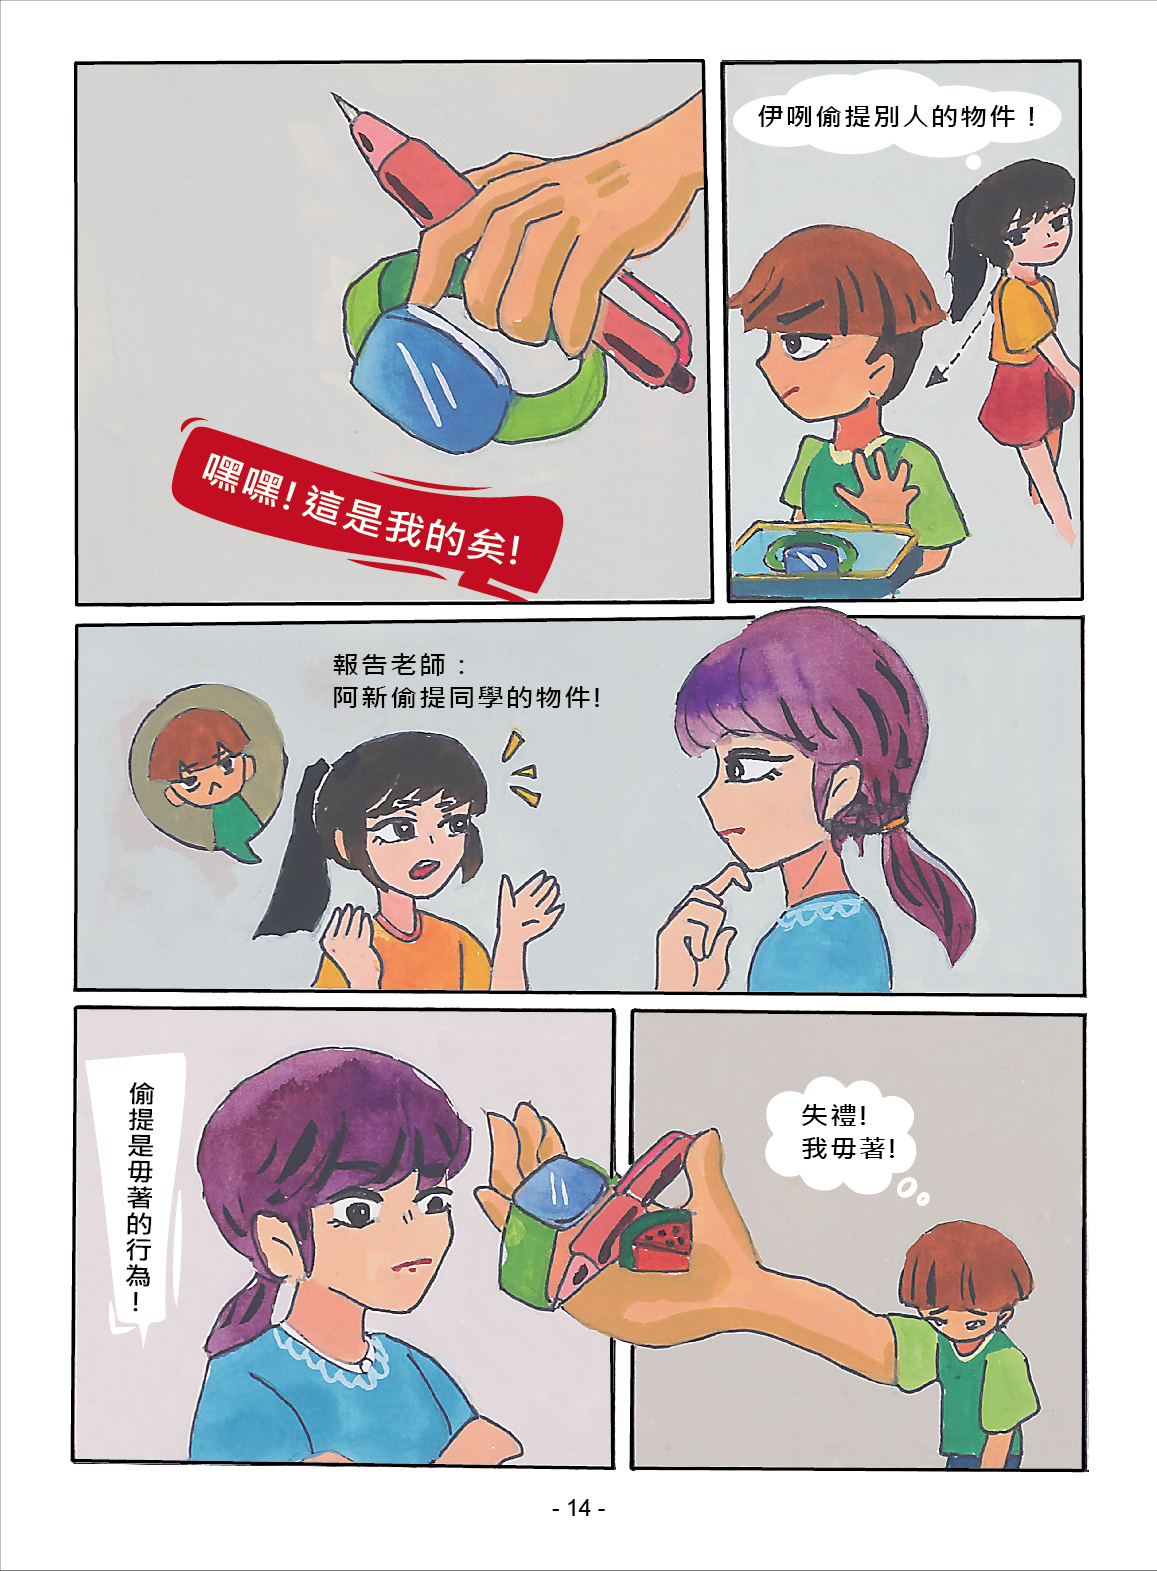 嘿嘿! 這是我的矣!
伊咧偷提別人的物件！
報告老師：
阿新偷提同學的物件!
偷提是毋著的行為！
失禮!
我毋著!
- 14 -